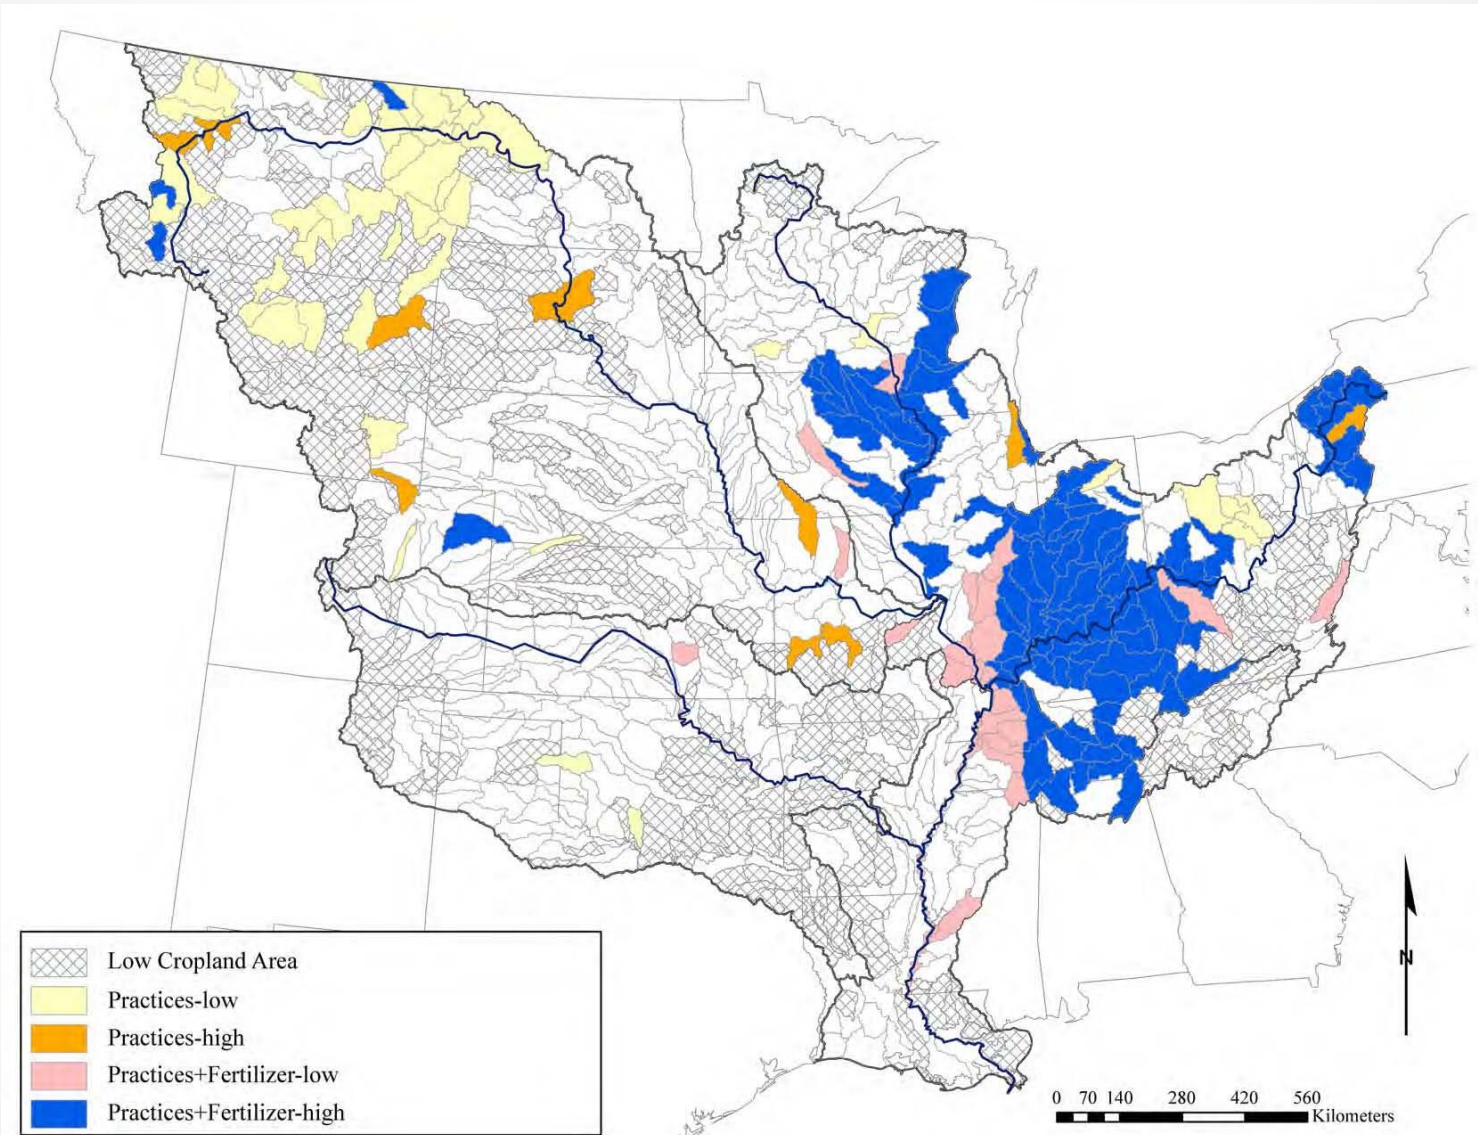 Low Cropland Area
Practices-low
Practices-high
Practices+Fertilizer-low
Practices+Fertilizer-high
N
0 70 140 280 420 560
Kilometers